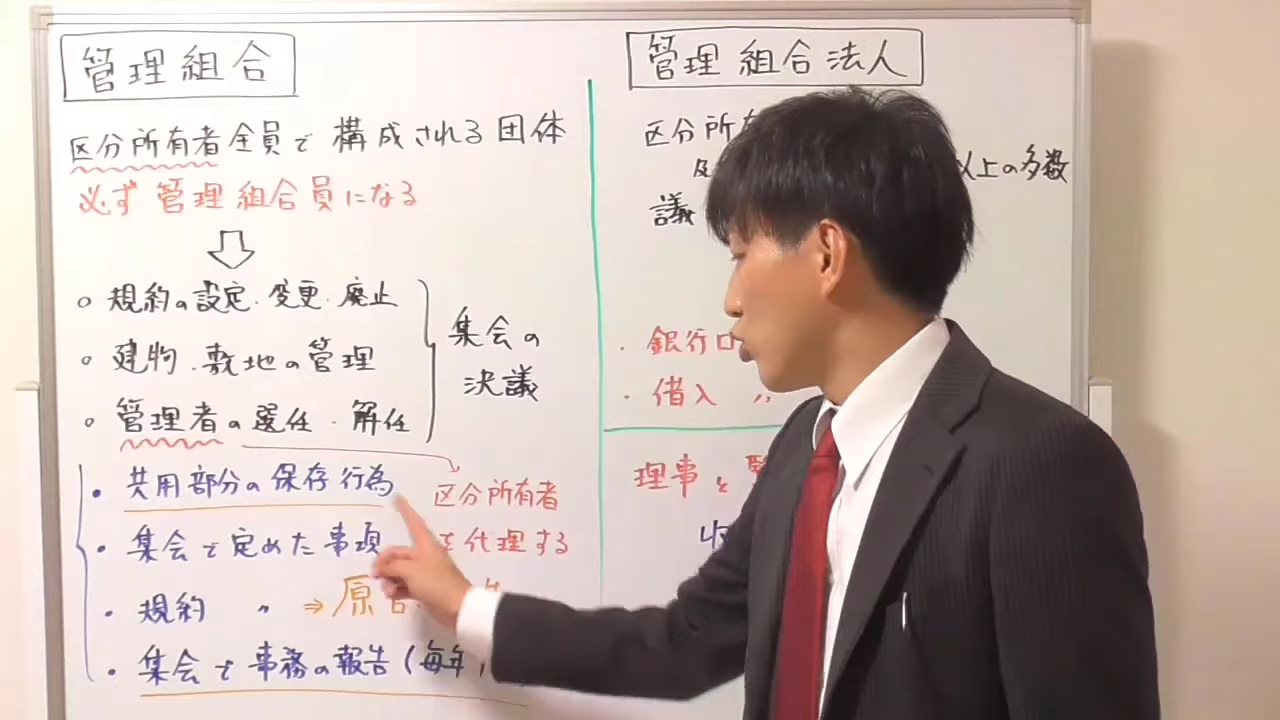 管理組合
区分所有者全員で構成される団体
必ず管理組合員になる
⇩
○ 規約の設定・変更・廃止
○ 建物・敷地の管理
○ 管理者の選任・解任
集会の
決議
・共用部分の保存行為
・集会で定めた事項
・規約 〃 ⇒ 原告
・集会で事務の報告(毎年
区分所有者
を代理する
管理組合法人
区分所有
及
以上の多数
議
・銀行口
・借入 〃
理事と